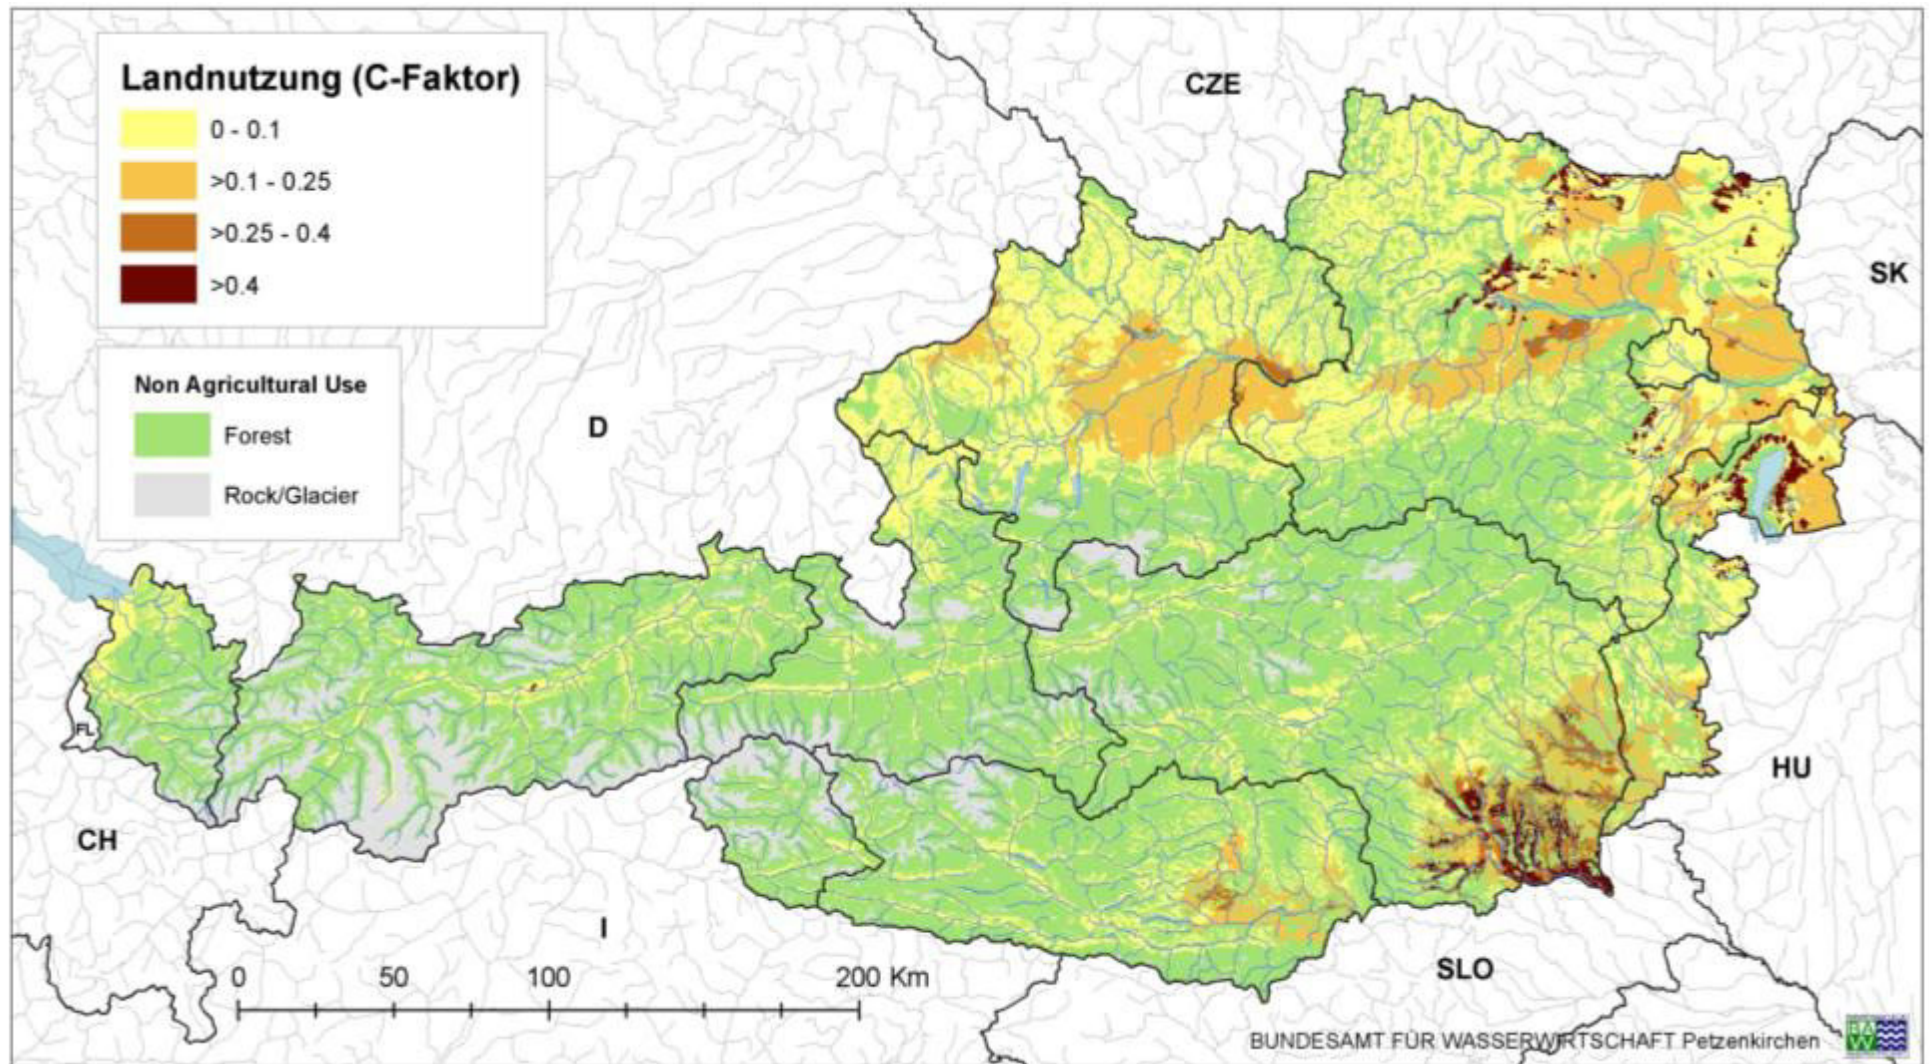 Landnutzung (C-Faktor)
0 - 0.1
>0.1 - 0.25
>0.25 - 0.4
>0.4
Non Agricultural Use
Forest
Rock/Glacier
CZE
SK
D
FL
CH
HU
I
SLO
0 50 100 200 Km
BUNDESAMT FÜR WASSERWIRTSCHAFT Petzenkirchen
BAW